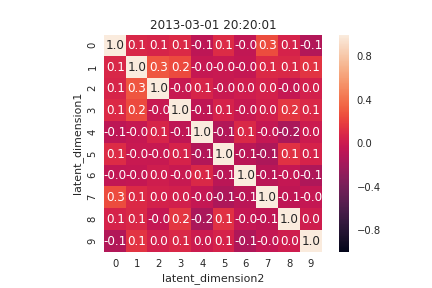 2013-03-01 20:20:01
latent_dimension1
0 1.0 0.1 0.1 0.1 -0.1 0.1 -0.0 0.3 0.1 -0.1
1 0.1 1.0 0.3 0.2 -0.0 -0.0 -0.0 0.1 0.1 0.1
2 0.1 0.3 1.0 -0.0 0.1 -0.0 0.0 0.0 -0.0 0.0
3 0.1 0.2 -0.0 1.0 -0.1 0.1 -0.0 0.0 0.2 0.1
4 -0.1 -0.0 0.1 -0.1 1.0 -0.1 0.1 -0.0 -0.2 0.0
5 0.1 -0.0 -0.0 0.1 -0.1 1.0 -0.1 -0.1 0.1 0.1
6 -0.0 -0.0 0.0 -0.0 0.1 -0.1 1.0 -0.1 -0.0 -0.1
7 0.3 0.1 0.0 0.0 -0.0 -0.1 -0.1 1.0 -0.1 -0.0
8 0.1 0.1 -0.0 0.2 -0.2 0.1 -0.0 -0.1 1.0 0.0
9 -0.1 0.1 0.0 0.1 0.0 0.1 -0.1 -0.0 0.0 1.0
0 1 2 3 4 5 6 7 8 9
latent_dimension2
0.8
0.4
0.0
-0.4
-0.8